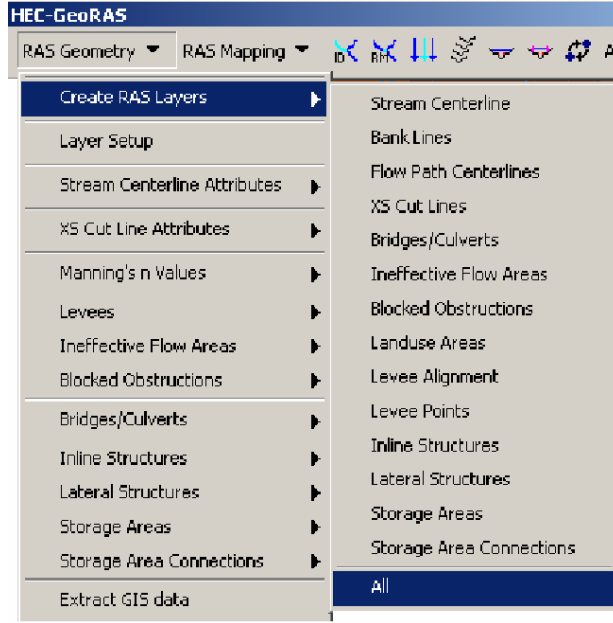 HEC-GeoRAS
RAS Geometry RAS Mapping ID RM A
Create RAS Layers
Layer Setup
Stream Centerline Attributes
XS Cut Line Attributes
Manning's n Values
Levees
Ineffective Flow Areas
Blocked Obstructions
Bridges/Culverts
Inline Structures
Lateral Structures
Storage Areas
Storage Area Connections
Extract GIS data
Stream Centerline
Bank Lines
Flow Path Centerlines
XS Cut Lines
Bridges/Culverts
Ineffective Flow Areas
Blocked Obstructions
Landuse Areas
Levee Alignment
Levee Points
Inline Structures
Lateral Structures
Storage Areas
Storage Area Connections
All